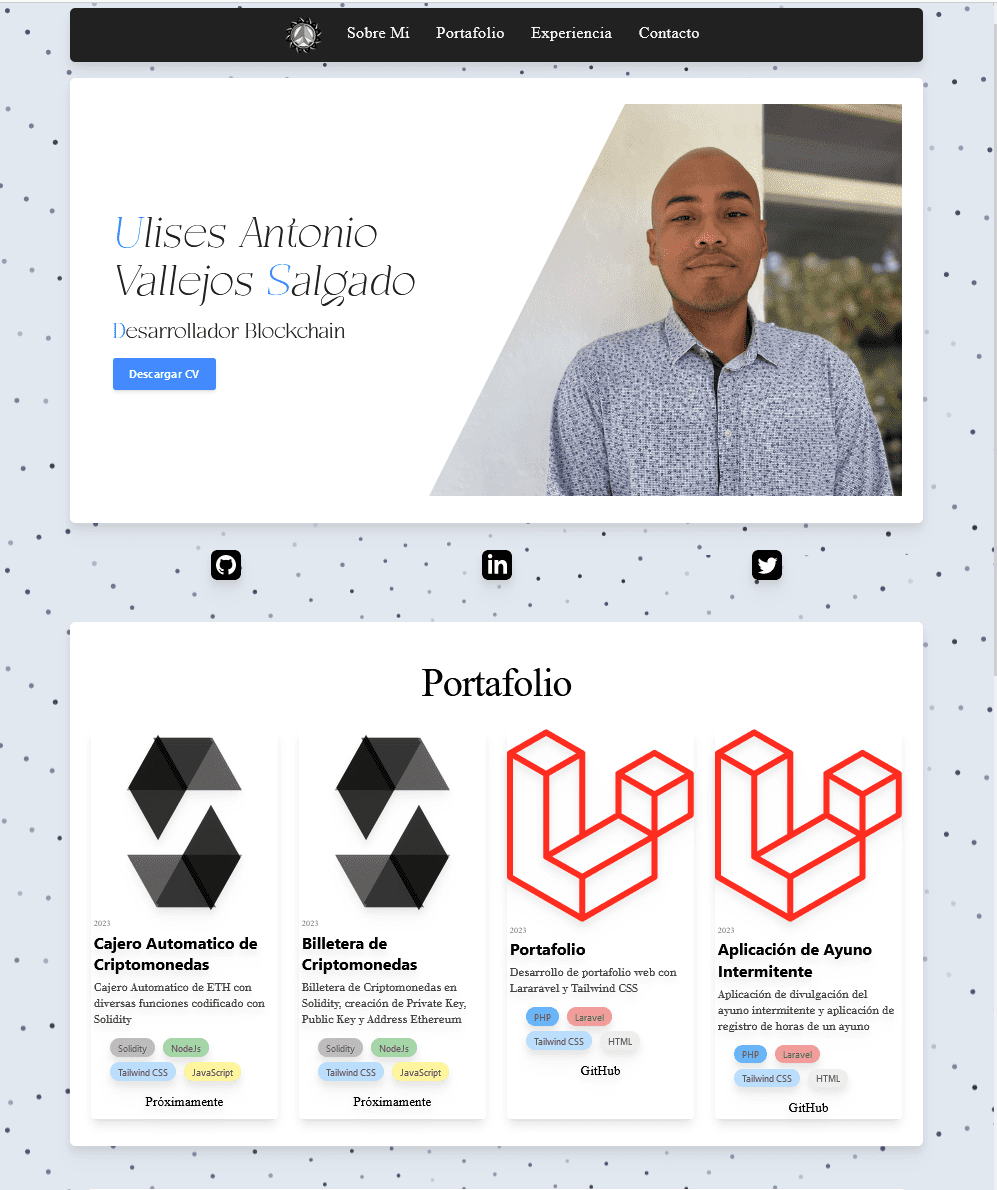 Sobre Mi Portafolio Experiencia Contacto
Ulises Antonio
Vallejos Salgado
Desarrollador Blockchain
Descargar CV
in
Portafolio
2023
Cajero Automatico de
Criptomonedas
Cajero Automatico de ETH con
diversas funciones codificado con
Solidity
Solidity NodeJs
Tailwind CSS JavaScript
Próximamente
2023
Billetera de
Criptomonedas
Billetera de Criptomonedas en
Solidity, creación de Private Key,
Public Key y Address Ethereum
Solidity NodeJs
Tailwind CSS JavaScript
Próximamente
2023
Portafolio
Desarrollo de portafolio web con
Lararavel y Tailwind CSS
PHP Laravel
Tailwind CSS HTML
GitHub
2023
Aplicación de Ayuno
Intermitente
Aplicación de divulgación del
ayuno intermitente y aplicación de
registro de horas de un ayuno
PHP Laravel
Tailwind CSS HTML
GitHub